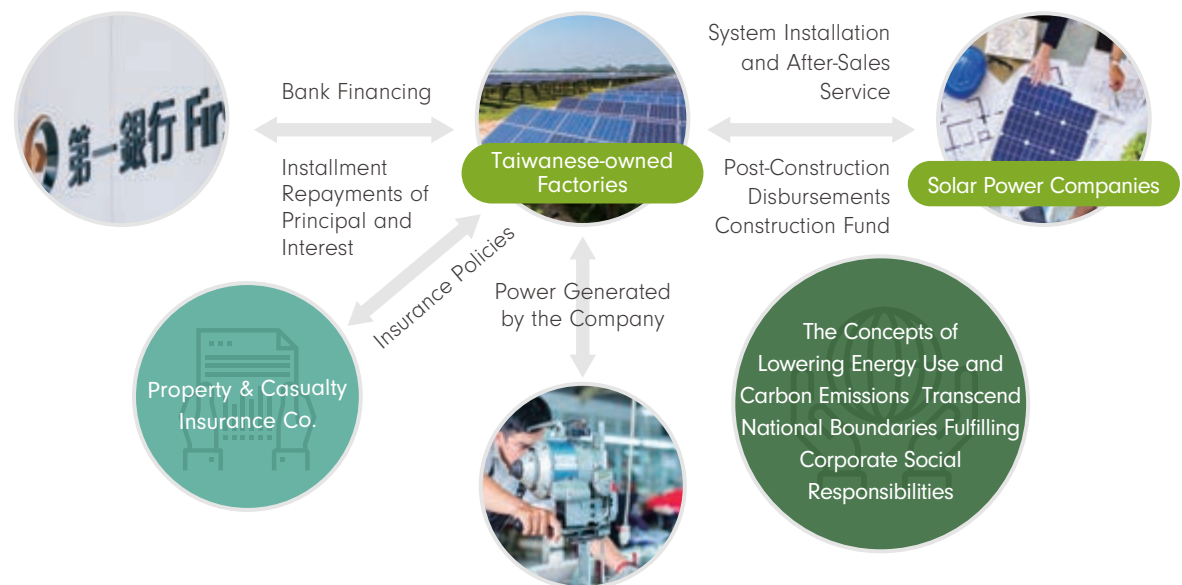 第一銀行 Fir
Bank Financing
Installment
Repayments of
Principal and
Interest
Taiwanese-owned
Factories
System Installation
and After-Sales
Service
Post-Construction
Disbursements
Construction Fund
Solar Power Companies
Insurance Policies
Power Generated
by the Company
Property & Casualty
Insurance Co.
The Concepts of
Lowering Energy Use and
Carbon Emissions Transcend
National Boundaries Fulfilling
Corporate Social
Responsibilities